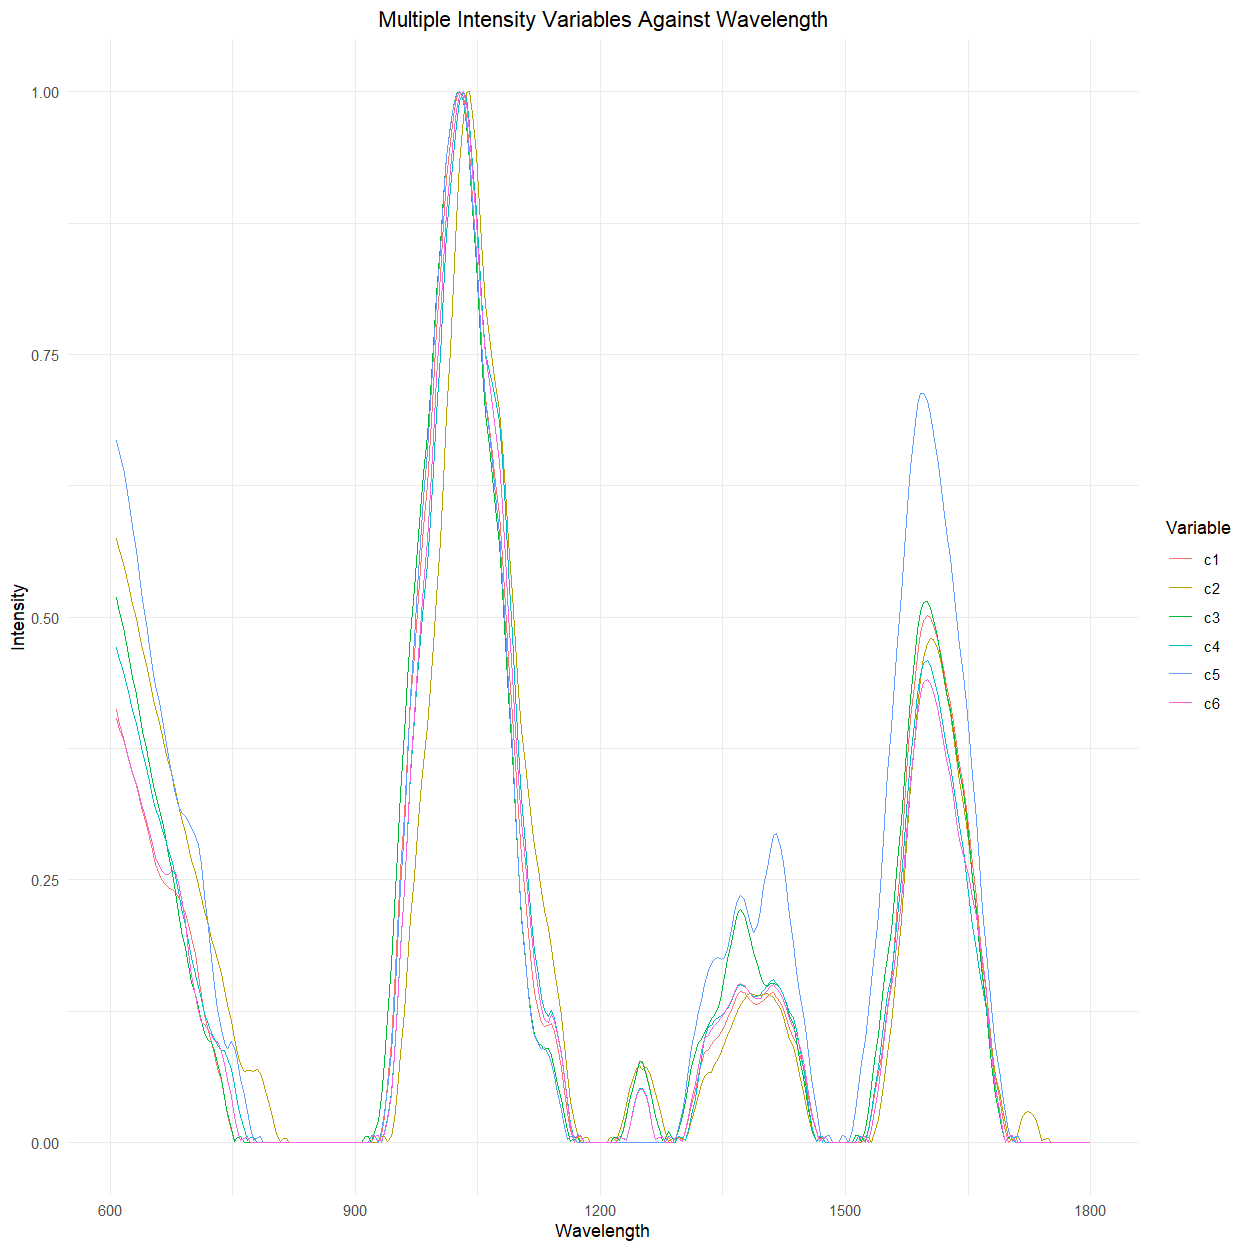 Multiple Intensity Variables Against Wavelength
1.00
0.75
0.50
0.25
0.00
Intensity
600
900
1200
1500
1800
Wavelength
Variable
c1
c2
c3
c4
c5
c6